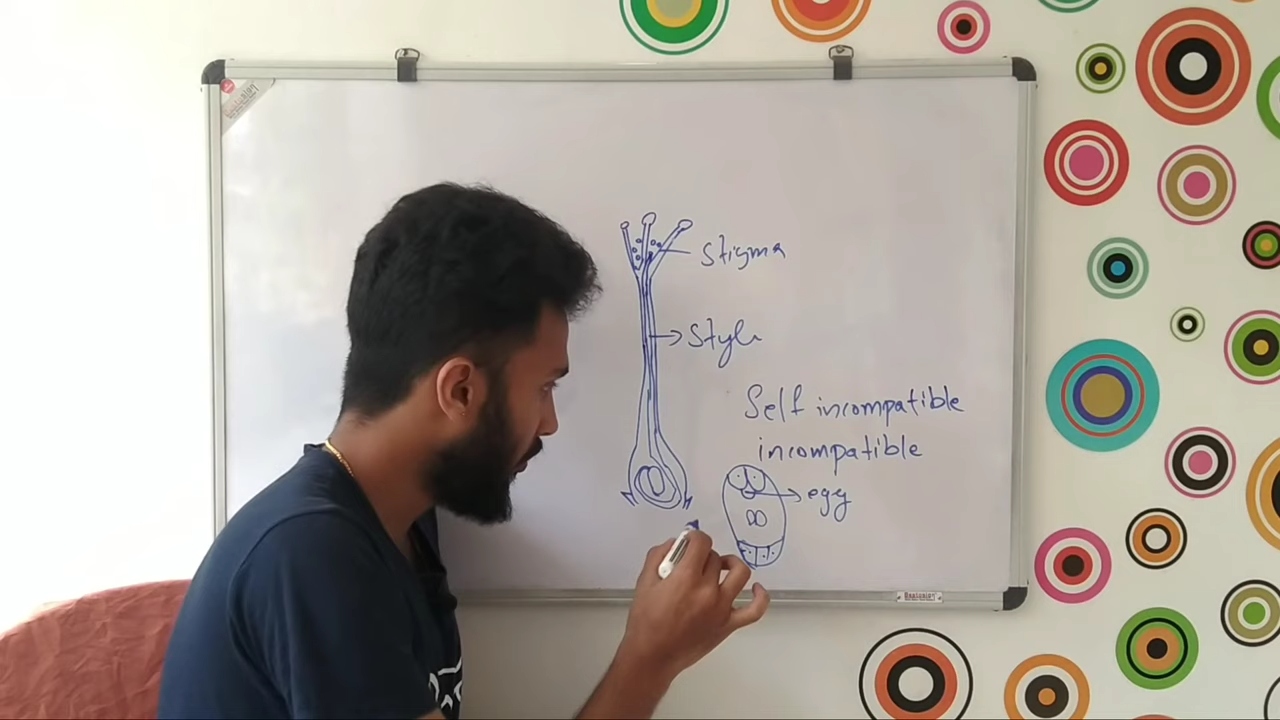 stigma
style
Self incompatible
incompatible
egg